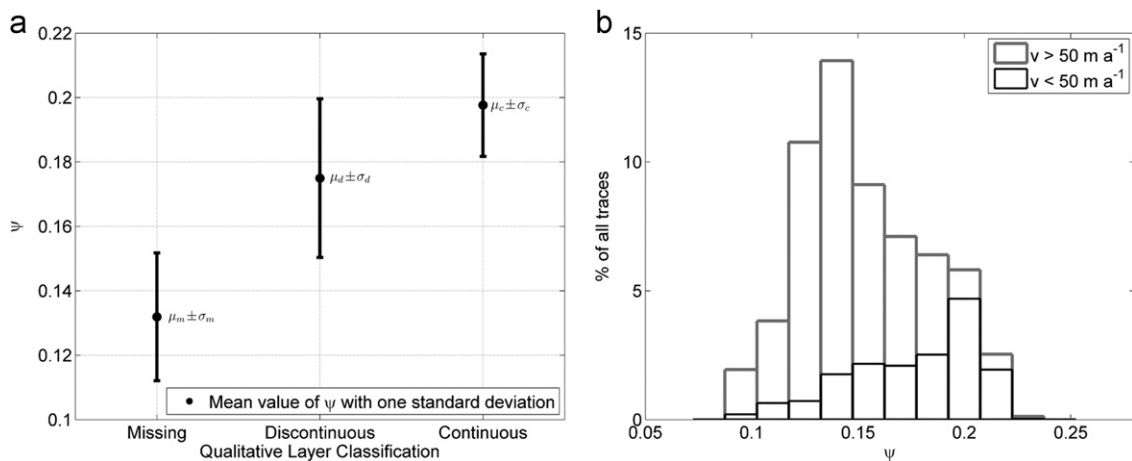 a
0.22
0.2
0.18
0.16
0.14
0.12
0.1
ψ
μc±σc
μd±σd
μm±σm
Mean value of ψ with one standard deviation
Missing
Discontinuous
Continuous
Qualitative Layer Classification
b
15
10
5
0
% of all traces
v > 50 m a⁻¹
v < 50 m a⁻¹
0.05
0.1
0.15
0.2
0.25
ψ